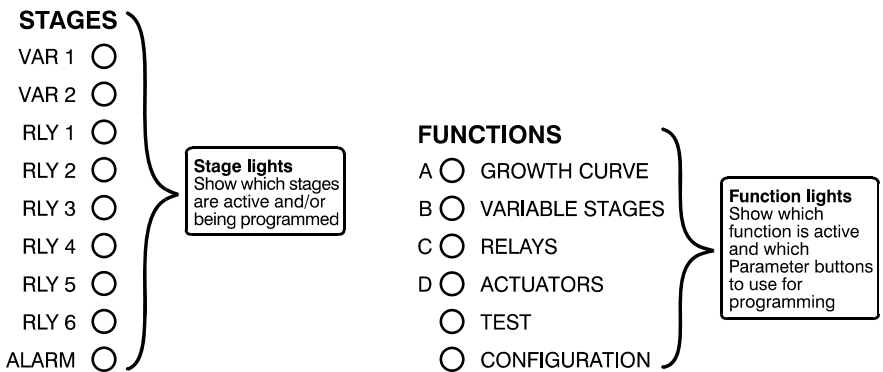 STAGES
VAR 1
VAR 2
RLY 1
RLY 2
RLY 3
RLY 4
RLY 5
RLY 6
ALARM
Stage lights
Show which stages
are active and/or
being programmed
FUNCTIONS
A GROWTH CURVE
B VARIABLE STAGES
C RELAYS
D ACTUATORS
TEST
CONFIGURATION
Function lights
Show which
function is active
and which
Parameter buttons
to use for
programming